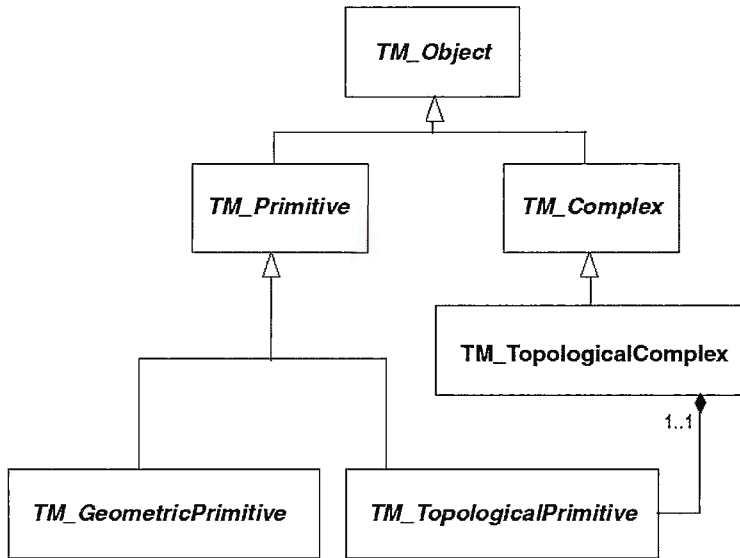 TM_Object
TM_Primitive
TM_Complex
TM_TopologicalComplex
1..1
TM_GeometricPrimitive
TM_TopologicalPrimitive